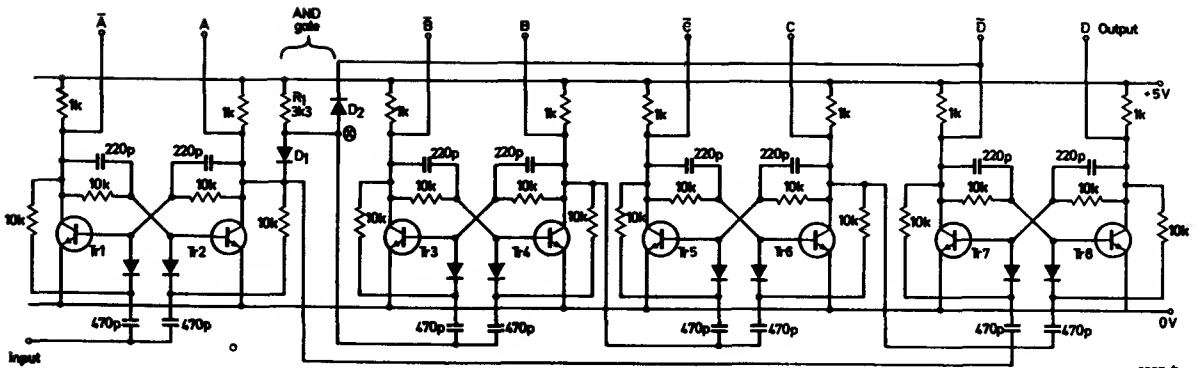 Ā A AND gate B̄ B C̄ C D̄ D Output
+5V
1k 1k R1 3k3 D2 1k 1k 1k 1k 1k 1k
⊗
D1
220p 220p 220p 220p 220p 220p 220p 220p
10k 10k 10k 10k 10k 10k 10k 10k
10k 10k 10k 10k 10k 10k 10k 10k
Tr1 Tr2 Tr3 Tr4 Tr5 Tr6 Tr7 Tr8
0V
470p 470p 470p 470p 470p 470p 470p 470p
Input